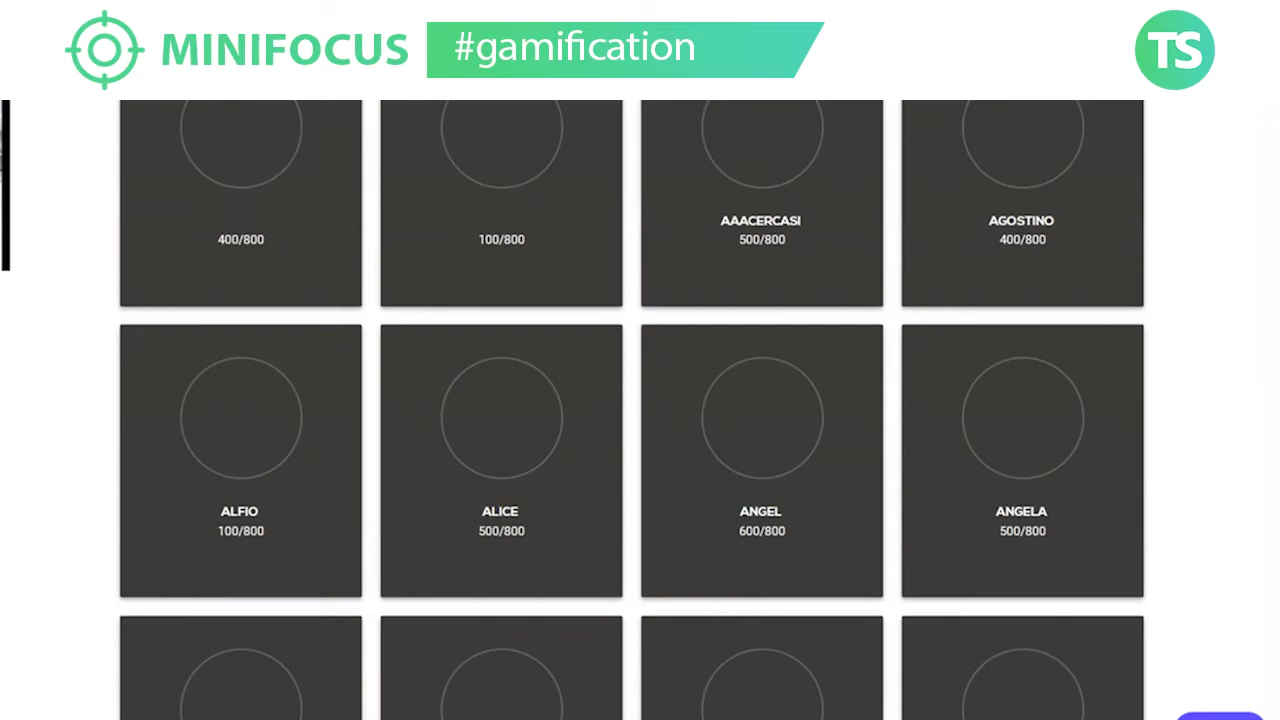 MINIFOCUS #gamification TS
400/800 100/800 AAACERCASI 500/800 AGOSTINO 400/800
ALFIO ALICE ANGEL ANGELA
100/800 500/800 600/800 500/800